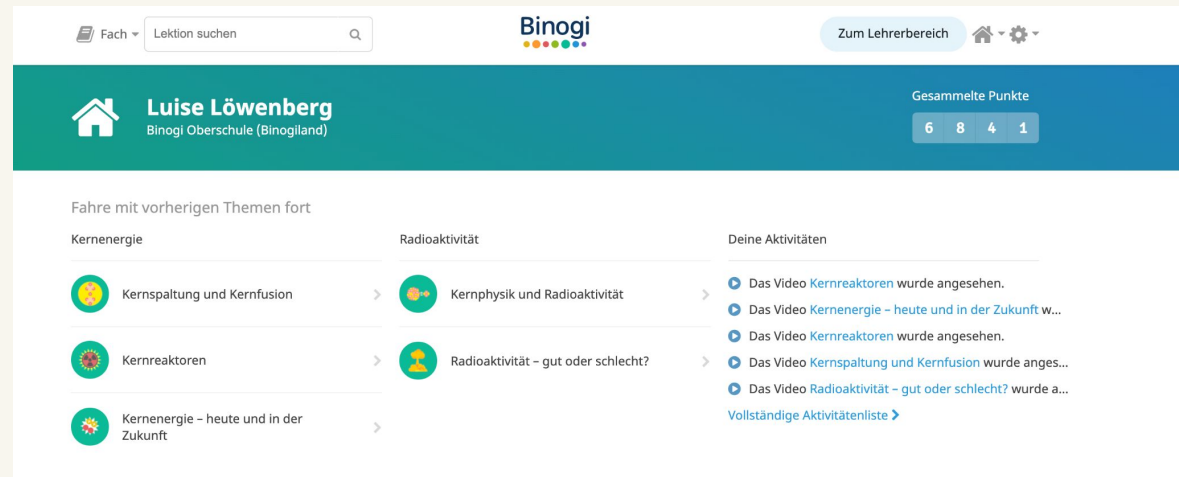 Fach
Lektion suchen
Binogi
Zum Lehrerbereich
Luise Löwenberg
Binogi Oberschule (Binogiland)
Gesammelte Punkte
6 8 4 1
Fahre mit vorherigen Themen fort
Kernenergie
Kernspaltung und Kernfusion
Kernreaktoren
Kernenergie – heute und in der
Zukunft
Radioaktivität
Kernphysik und Radioaktivität
Radioaktivität – gut oder schlecht?
Deine Aktivitäten
Das Video Kernreaktoren wurde angesehen.
Das Video Kernenergie – heute und in der Zukunft w...
Das Video Kernreaktoren wurde angesehen.
Das Video Kernspaltung und Kernfusion wurde anges...
Das Video Radioaktivität – gut oder schlecht? wurde a...
Vollständige Aktivitätenliste